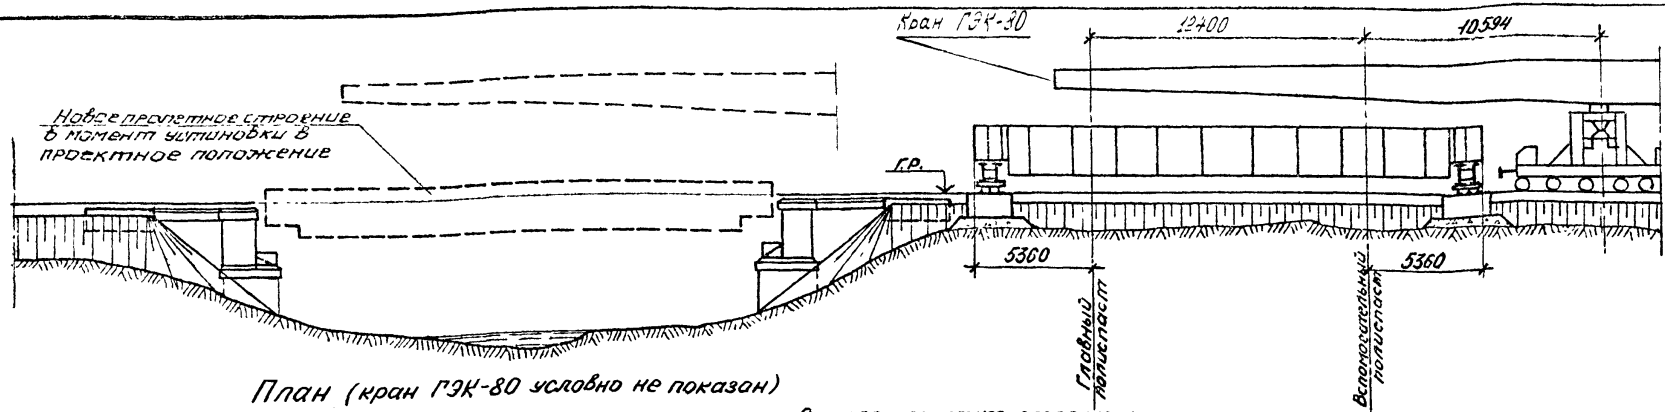 Кран ГЭК-80
12400
10594
Новое пролетное строение
в момент установки в
проектное положение
Г.Р.
5360
5360
Главный
полиспаст
Вспомогательный
полиспаст
План (кран ГЭК-80 условно не показан)